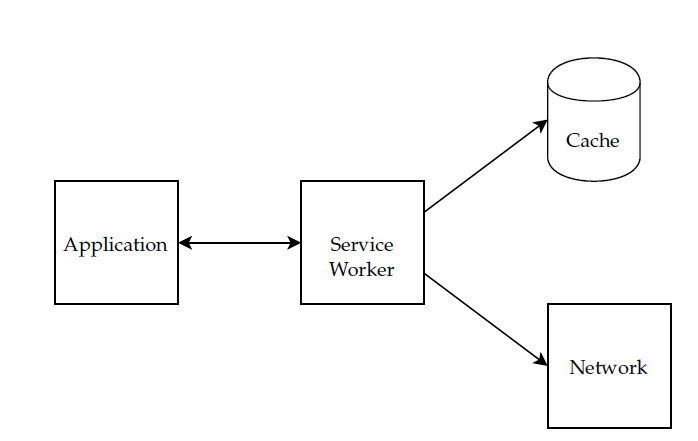 Application
Service
Worker
Cache
Network